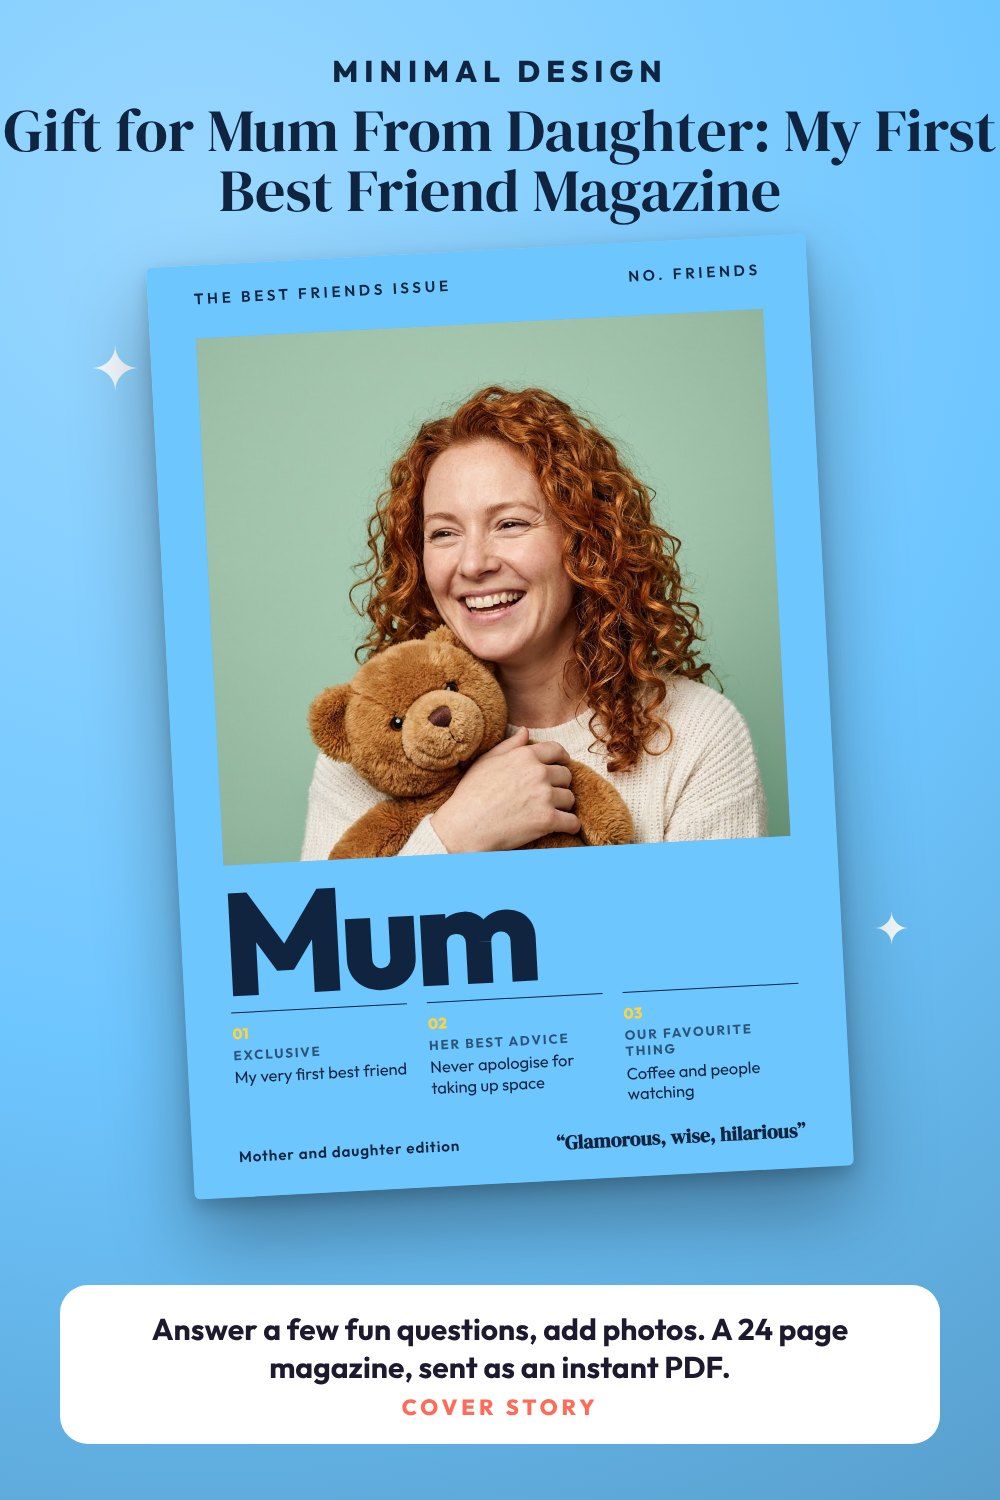 MINIMAL DESIGN
Gift for Mum From Daughter: My First
Best Friend Magazine
THE BEST FRIENDS ISSUE
NO. FRIENDS
Mum
01
EXCLUSIVE
My very first best friend
02
HER BEST ADVICE
Never apologise for
taking up space
03
OUR FAVOURITE
THING
Coffee and people
watching
Mother and daughter edition
“Glamorous, wise, hilarious”
Answer a few fun questions, add photos. A 24 page
magazine, sent as an instant PDF.
COVER STORY